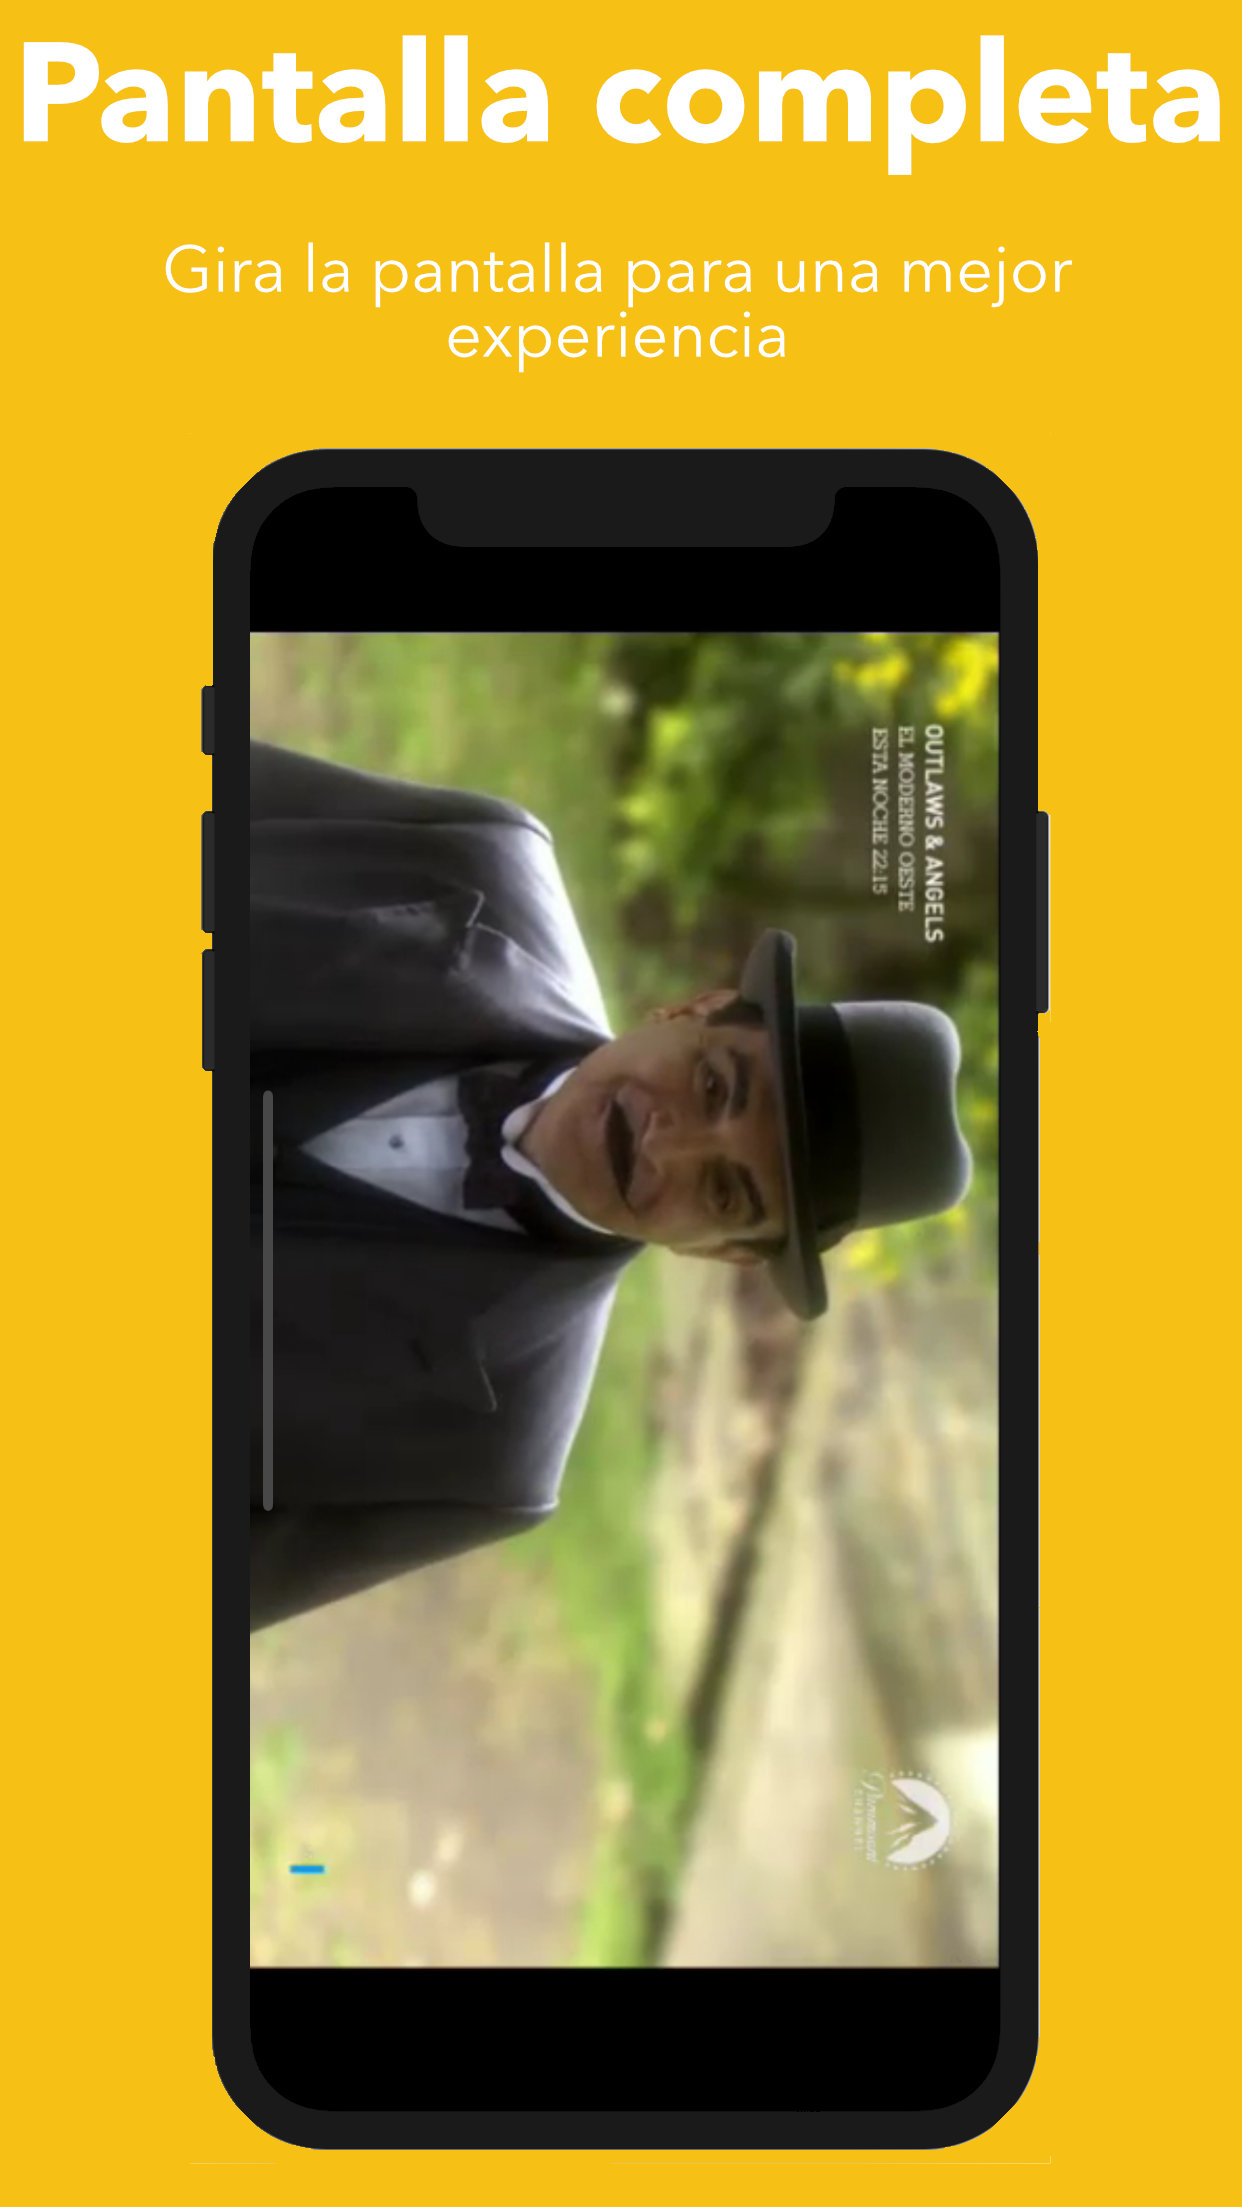 Pantalla completa
Gira la pantalla para una mejor
experiencia
OUTLAWS & ANGELS
EL MODERNO OESTE
ESTA NOCHE 22:15
Paramount
CHANNEL